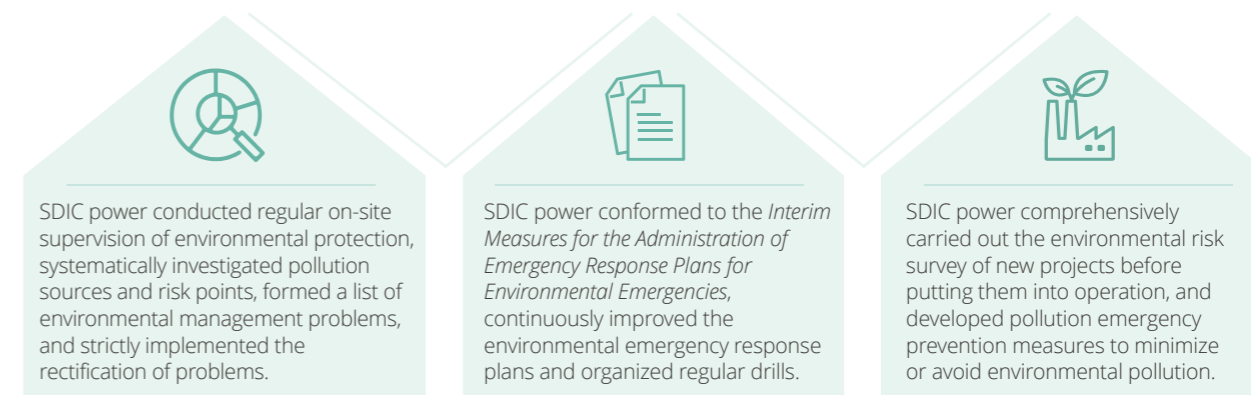 SDIC power conducted regular on-site
supervision of environmental protection,
systematically investigated pollution
sources and risk points, formed a list of
environmental management problems,
and strictly implemented the
rectification of problems.
SDIC power conformed to the Interim
Measures for the Administration of
Emergency Response Plans for
Environmental Emergencies,
continuously improved the
environmental emergency response
plans and organized regular drills.
SDIC power comprehensively
carried out the environmental risk
survey of new projects before
putting them into operation, and
developed pollution emergency
prevention measures to minimize
or avoid environmental pollution.